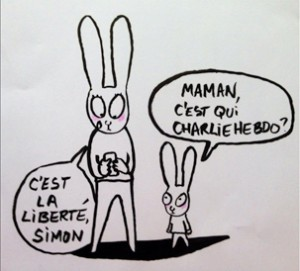 MAMAN,
C'EST QUI
CHARLIE HEBDO?
C'EST
LA
LIBERTÉ,
SIMON